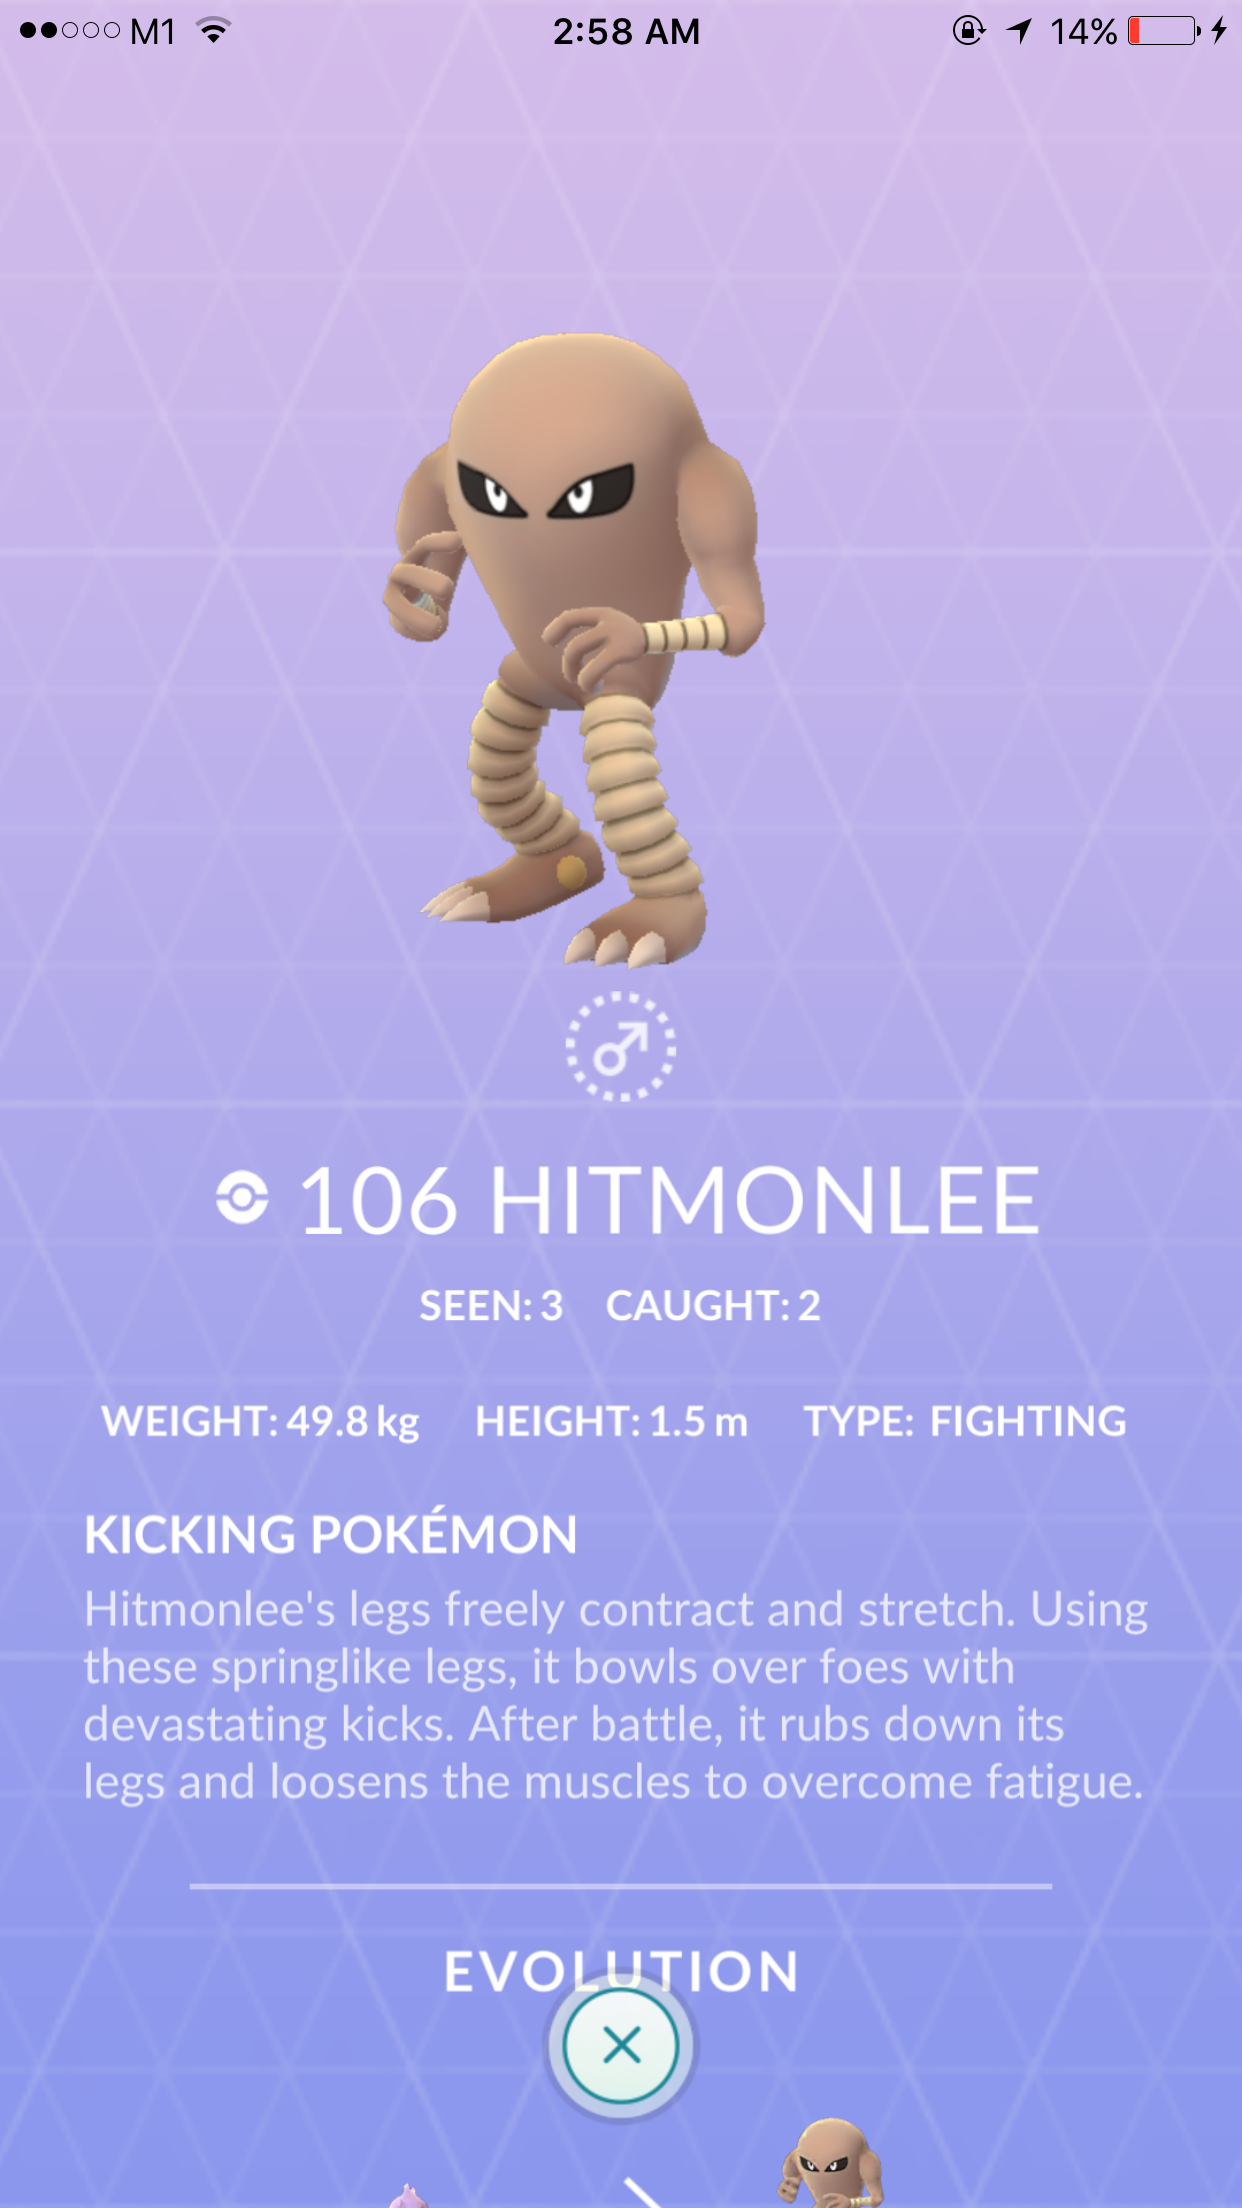 M1 2:58 AM 14%
106 HITMONLEE
SEEN: 3 CAUGHT: 2
WEIGHT: 49.8 kg HEIGHT: 1.5 m TYPE: FIGHTING
KICKING POKÉMON
Hitmonlee's legs freely contract and stretch. Using
these springlike legs, it bowls over foes with
devastating kicks. After battle, it rubs down its
legs and loosens the muscles to overcome fatigue.
EVOLUTION